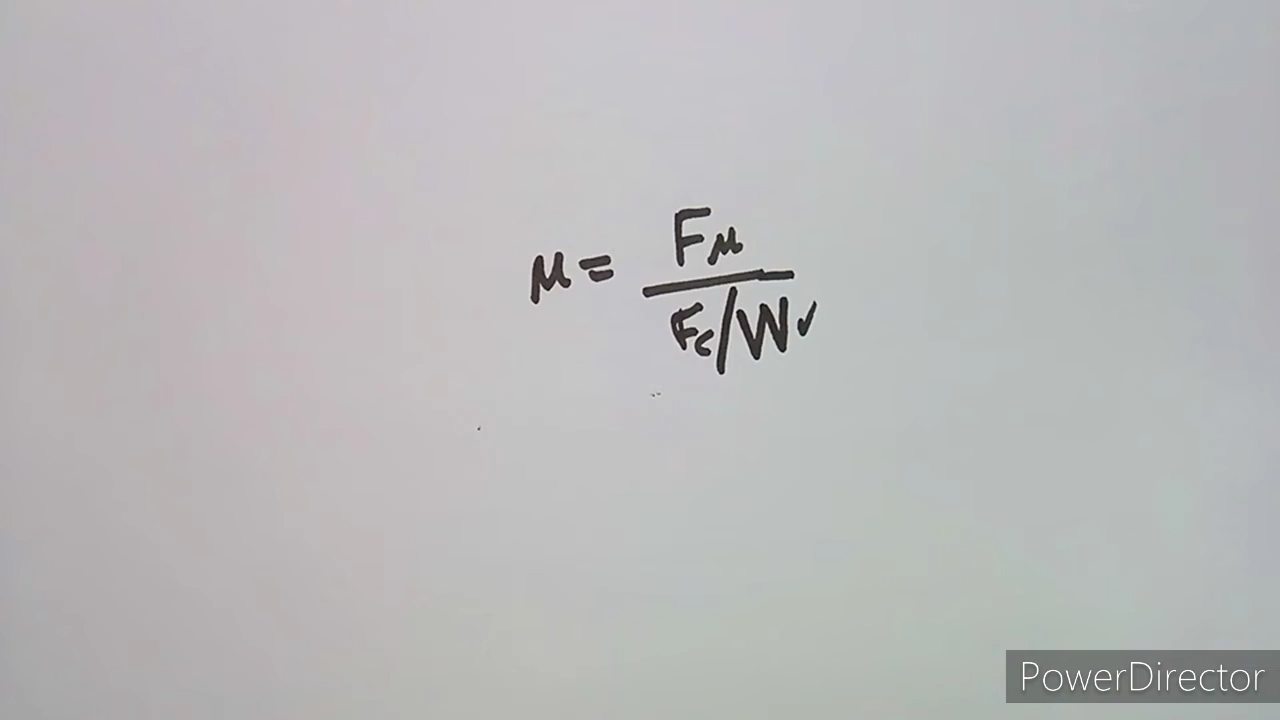 μ = Fμ
Fc/W✓
PowerDirector